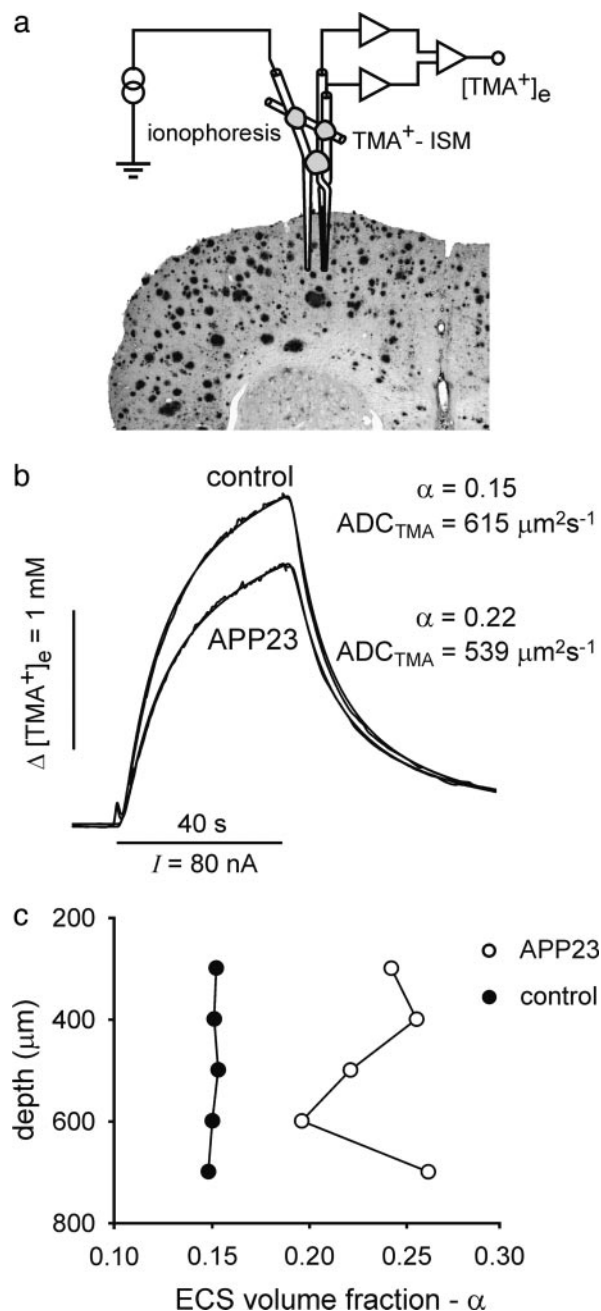 a
ionophoresis
TMA⁺- ISM
[TMA⁺]e
b
control
α = 0.15
ADC_TMA = 615 μm²s⁻¹
APP23
α = 0.22
ADC_TMA = 539 μm²s⁻¹
Δ [TMA⁺]e = 1 mM
40 s
I = 80 nA
c
200
400
600
800
depth (μm)
APP23
control
0.10 0.15 0.20 0.25 0.30
ECS volume fraction - α